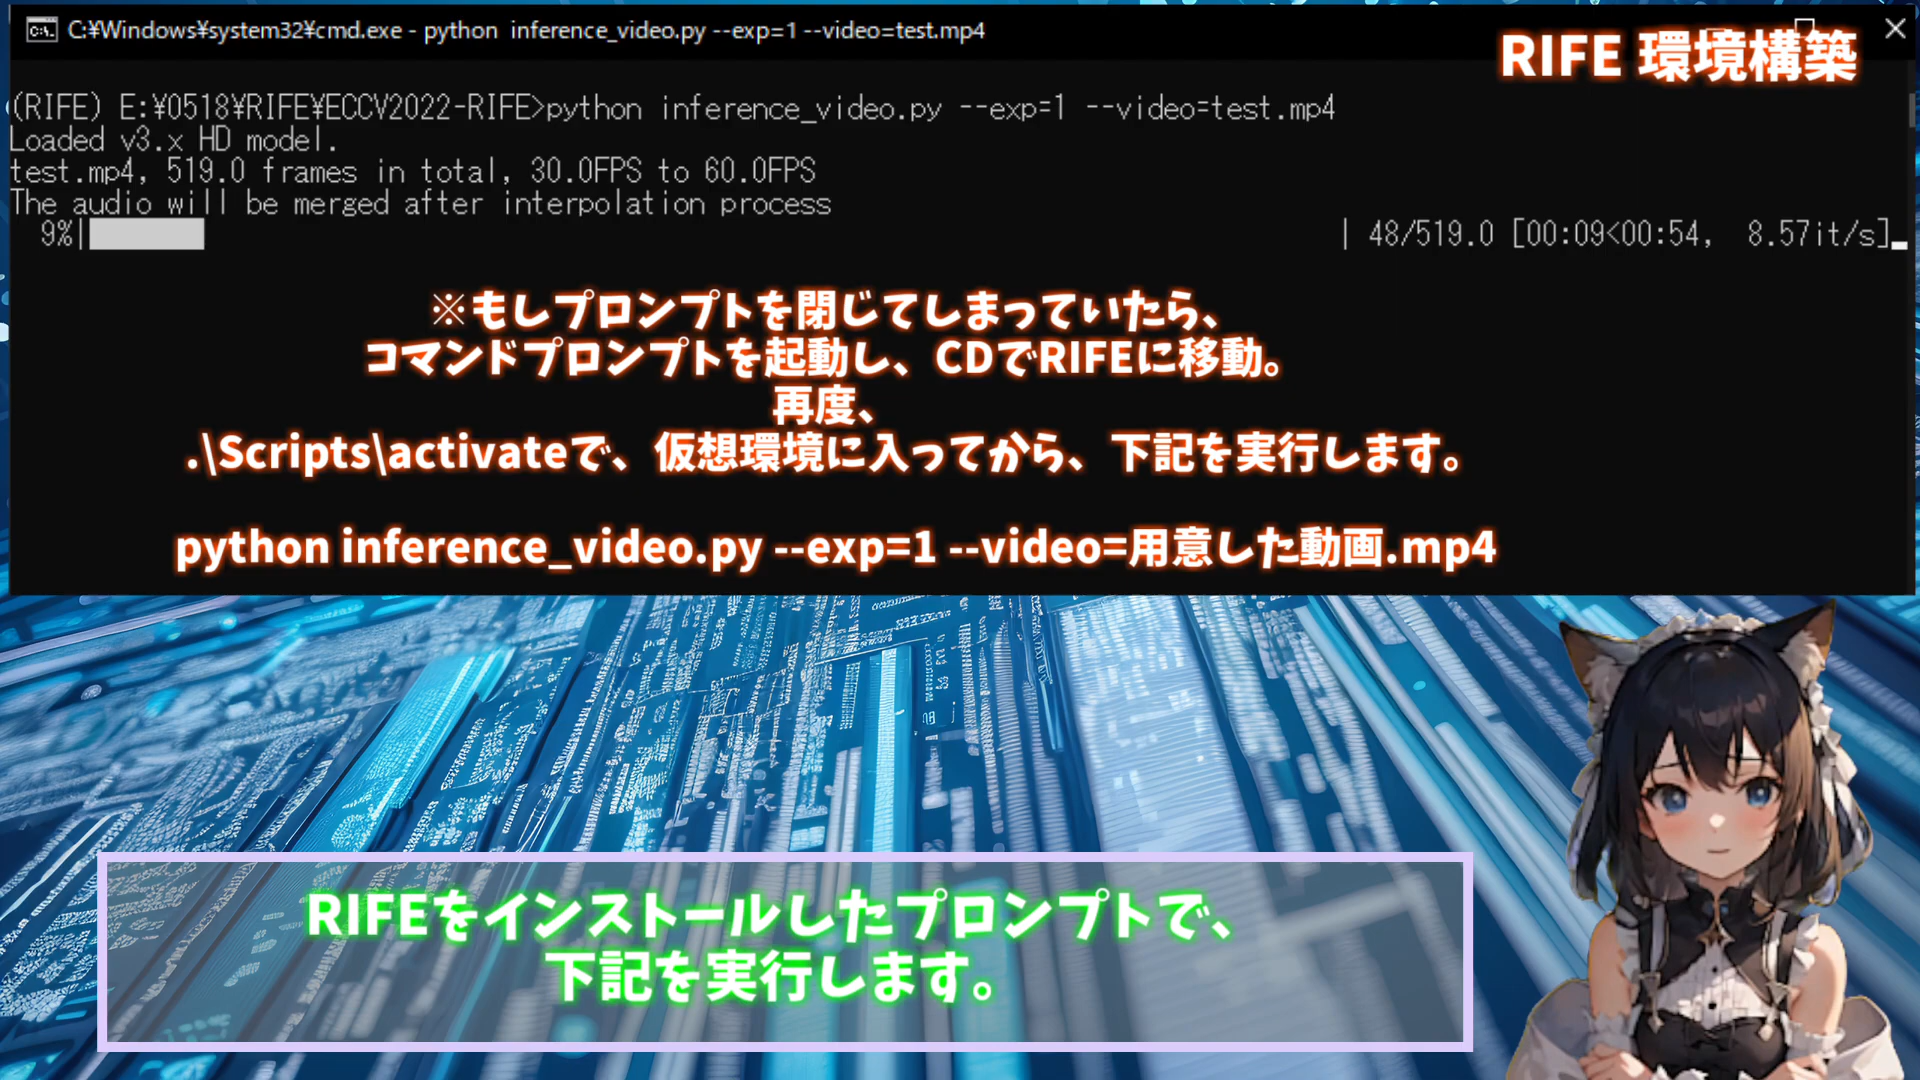 C:¥Windows¥system32¥cmd.exe - python  inference_video.py --exp=1 --video=test.mp4
RIFE 環境構築
(RIFE) E:¥0518¥RIFE¥ECCV2022-RIFE>python inference_video.py --exp=1 --video=test.mp4
Loaded v3.x HD model.
test.mp4, 519.0 frames in total, 30.0FPS to 60.0FPS
The audio will be merged after interpolation process
9%| | 48/519.0 [00:09<00:54,  8.57it/s]
※もしプロンプトを閉じてしまっていたら、
コマンドプロンプトを起動し、CDでRIFEに移動。
再度、
.\Scripts\activateで、仮想環境に入ってから、下記を実行します。
python inference_video.py --exp=1 --video=用意した動画.mp4
RIFEをインストールしたプロンプトで、
下記を実行します。